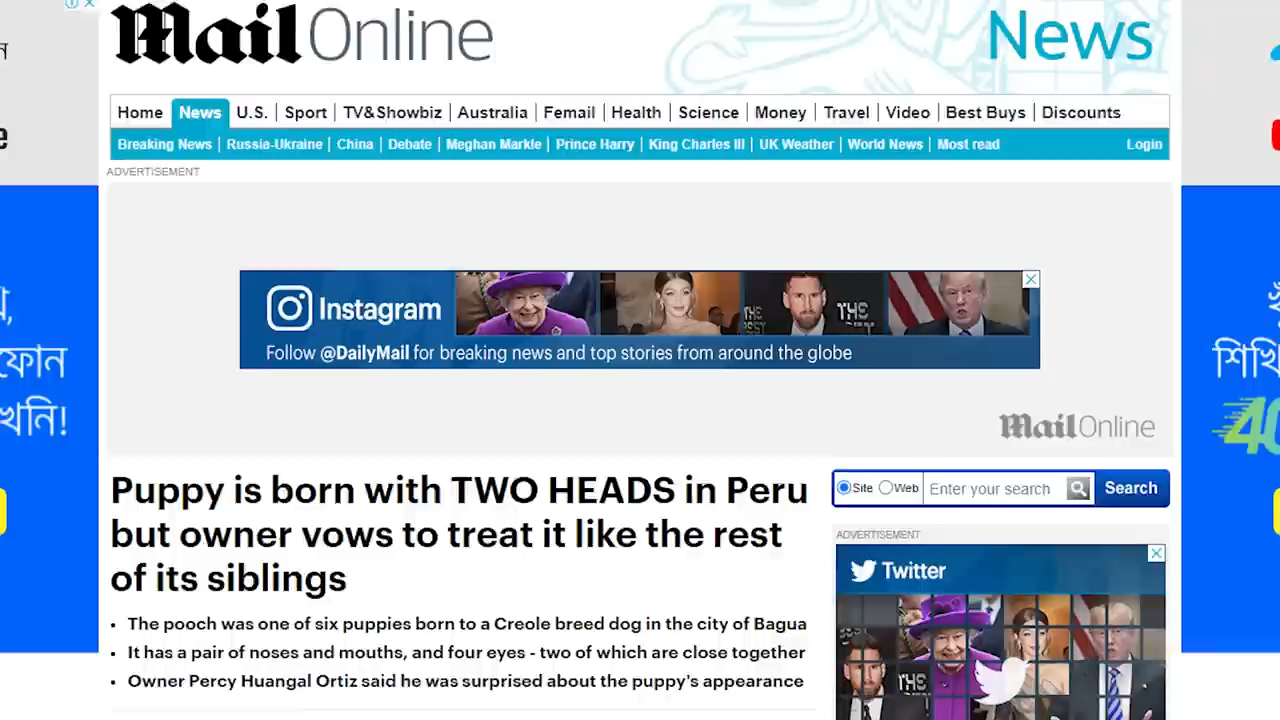 Mail Online
News
Home News U.S. Sport TV&Showbiz Australia Femail Health Science Money Travel Video Best Buys Discounts
Breaking News Russia-Ukraine China Debate Meghan Markle Prince Harry King Charles III UK Weather World News Most read Login
ADVERTISEMENT
Instagram
Follow @DailyMail for breaking news and top stories from around the globe
Mail Online
Puppy is born with TWO HEADS in Peru
but owner vows to treat it like the rest
of its siblings
Site Web Enter your search Search
ADVERTISEMENT
Twitter
• The pooch was one of six puppies born to a Creole breed dog in the city of Bagua
• It has a pair of noses and mouths, and four eyes - two of which are close together
• Owner Percy Huangal Ortiz said he was surprised about the puppy's appearance
ফোন